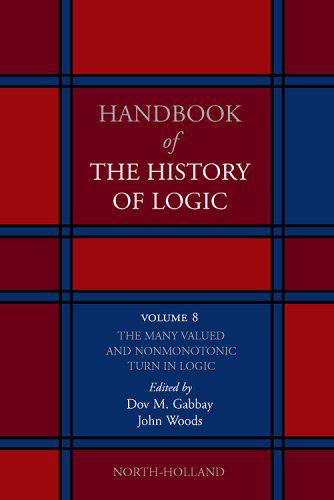 HANDBOOK
of
THE HISTORY
OF LOGIC
VOLUME 8
THE MANY VALUED
AND NONMONOTONIC
TURN IN LOGIC
Edited by
Dov M. Gabbay
John Woods
NORTH-HOLLAND